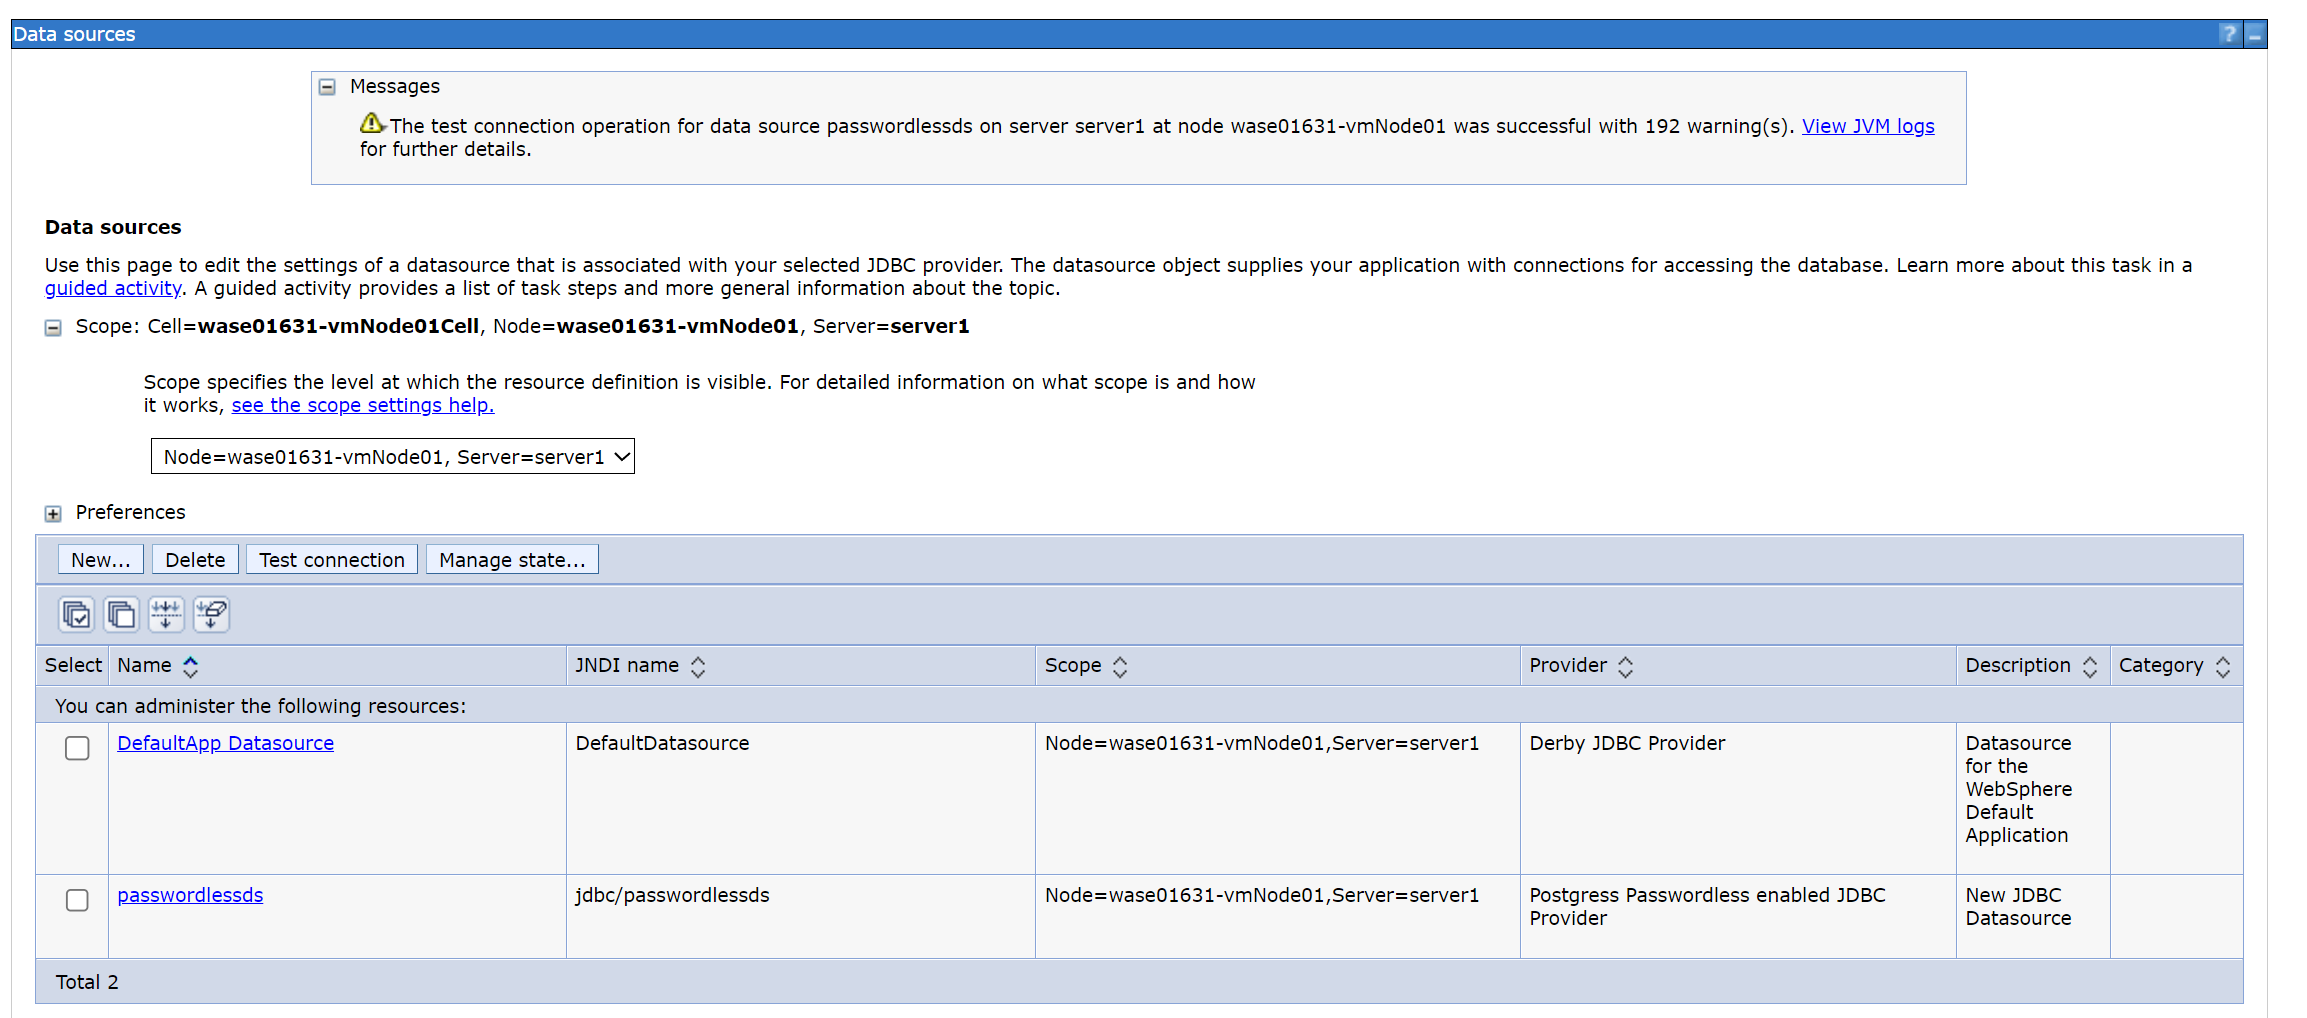 Data sources
?
Messages
The test connection operation for data source passwordlessds on server server1 at node wase01631-vmNode01 was successful with 192 warning(s). View JVM logs
for further details.
Data sources
Use this page to edit the settings of a datasource that is associated with your selected JDBC provider. The datasource object supplies your application with connections for accessing the database. Learn more about this task in a
guided activity. A guided activity provides a list of task steps and more general information about the topic.
Scope: Cell=wase01631-vmNode01Cell, Node=wase01631-vmNode01, Server=server1
Scope specifies the level at which the resource definition is visible. For detailed information on what scope is and how
it works, see the scope settings help.
Node=wase01631-vmNode01, Server=server1
Preferences
New... Delete Test connection Manage state...
Select Name JNDI name Scope Provider Description Category
You can administer the following resources:
DefaultApp Datasource DefaultDatasource Node=wase01631-vmNode01,Server=server1 Derby JDBC Provider Datasource
for the
WebSphere
Default
Application
passwordlessds jdbc/passwordlessds Node=wase01631-vmNode01,Server=server1 Postgress Passwordless enabled JDBC New JDBC
Provider Datasource
Total 2